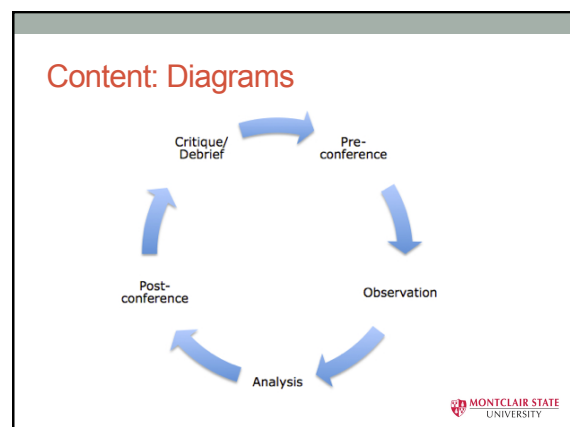 Content: Diagrams
Critique/
Debrief
Pre-
conference
Observation
Analysis
Post-
conference
MONTCLAIR STATE
UNIVERSITY